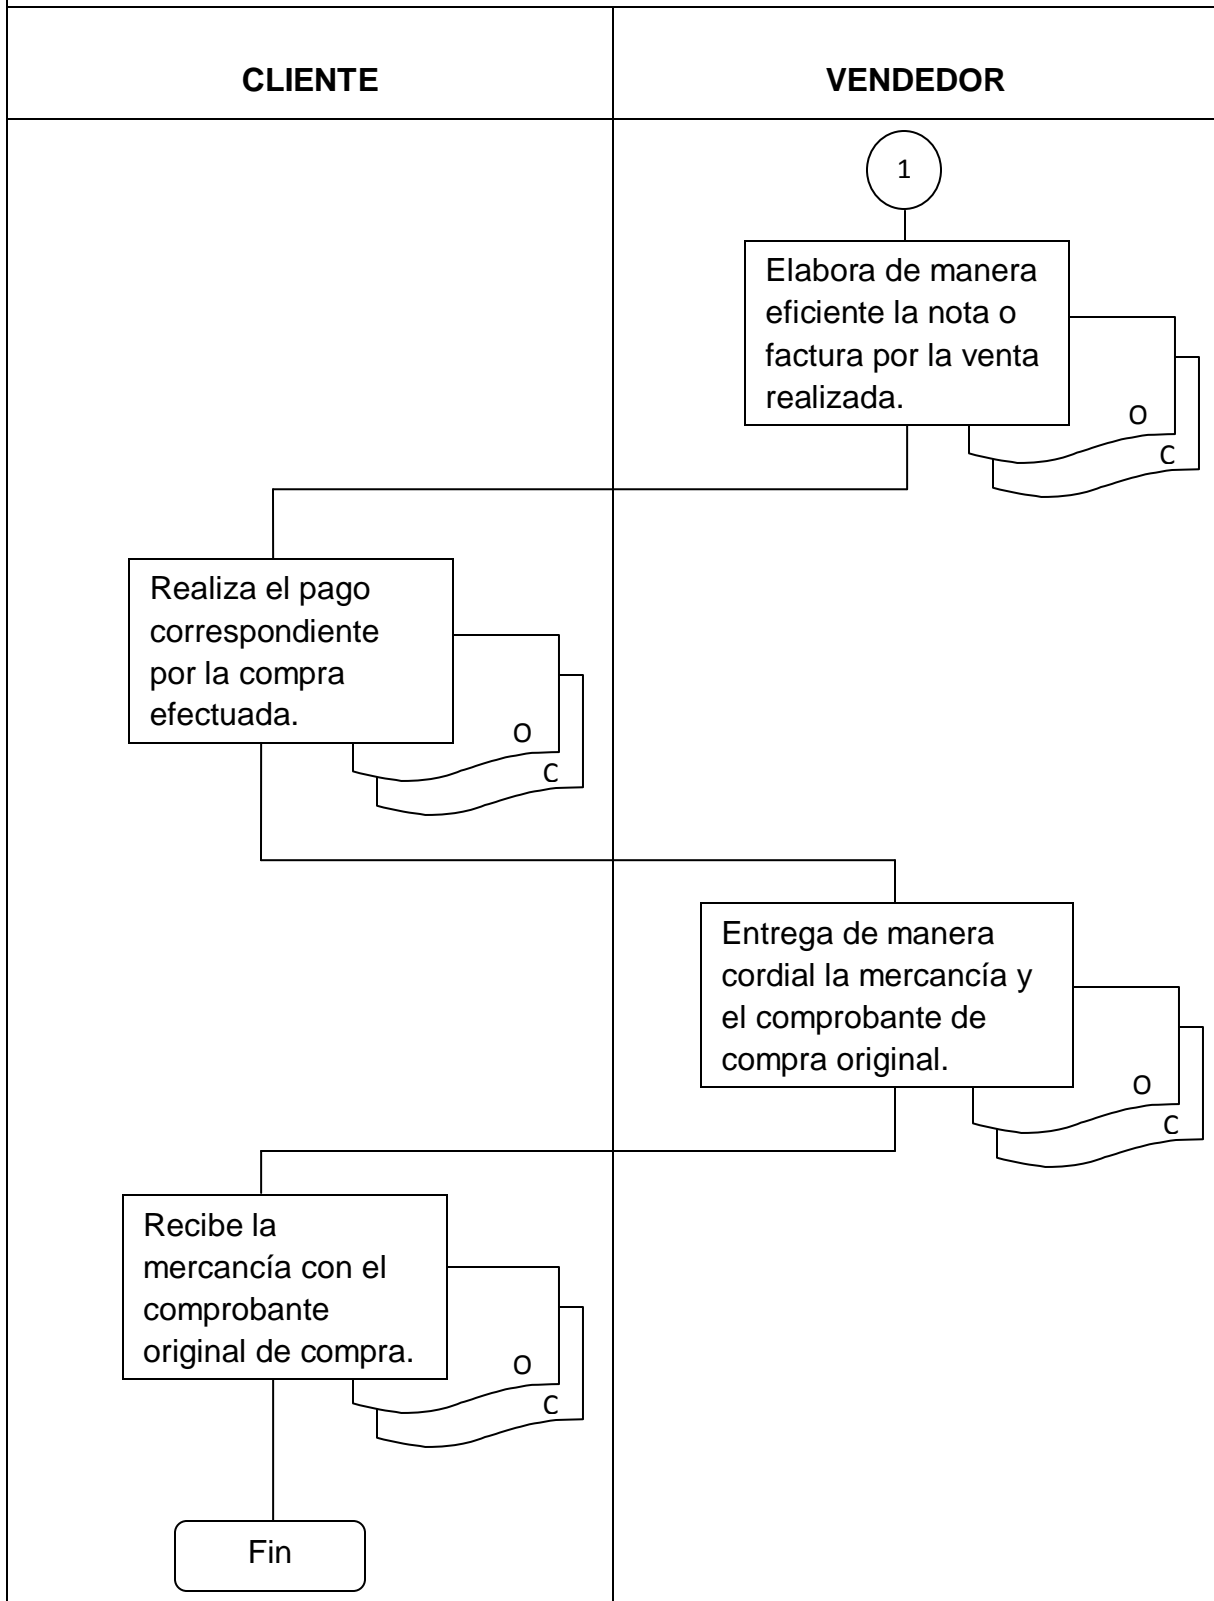 CLIENTE
VENDEDOR
1
Elabora de manera
eficiente la nota o
factura por la venta
realizada.
O
C
Realiza el pago
correspondiente
por la compra
efectuada.
O
C
Entrega de manera
cordial la mercancía y
el comprobante de
compra original.
O
C
Recibe la
mercancía con el
comprobante
original de compra.
O
C
Fin